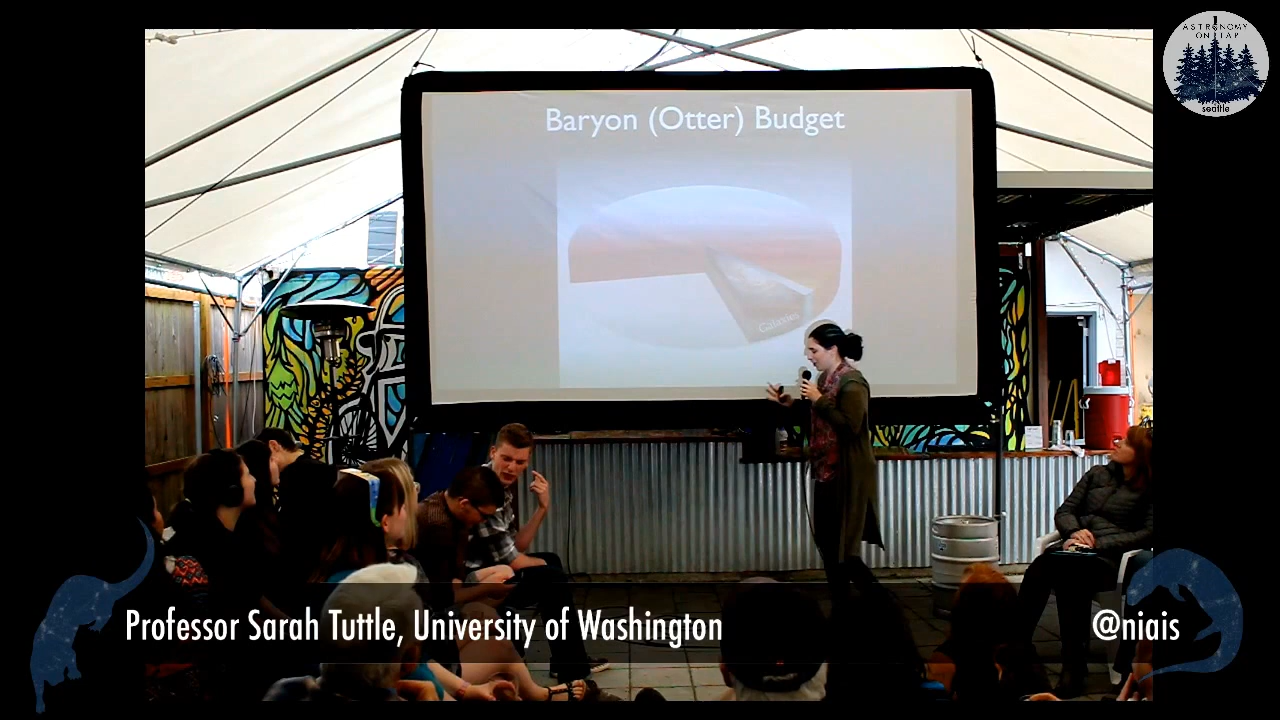 ASTRONOMY
ON TAP
seattle
Baryon (Otter) Budget
Galaxies
Professor Sarah Tuttle, University of Washington
@niais